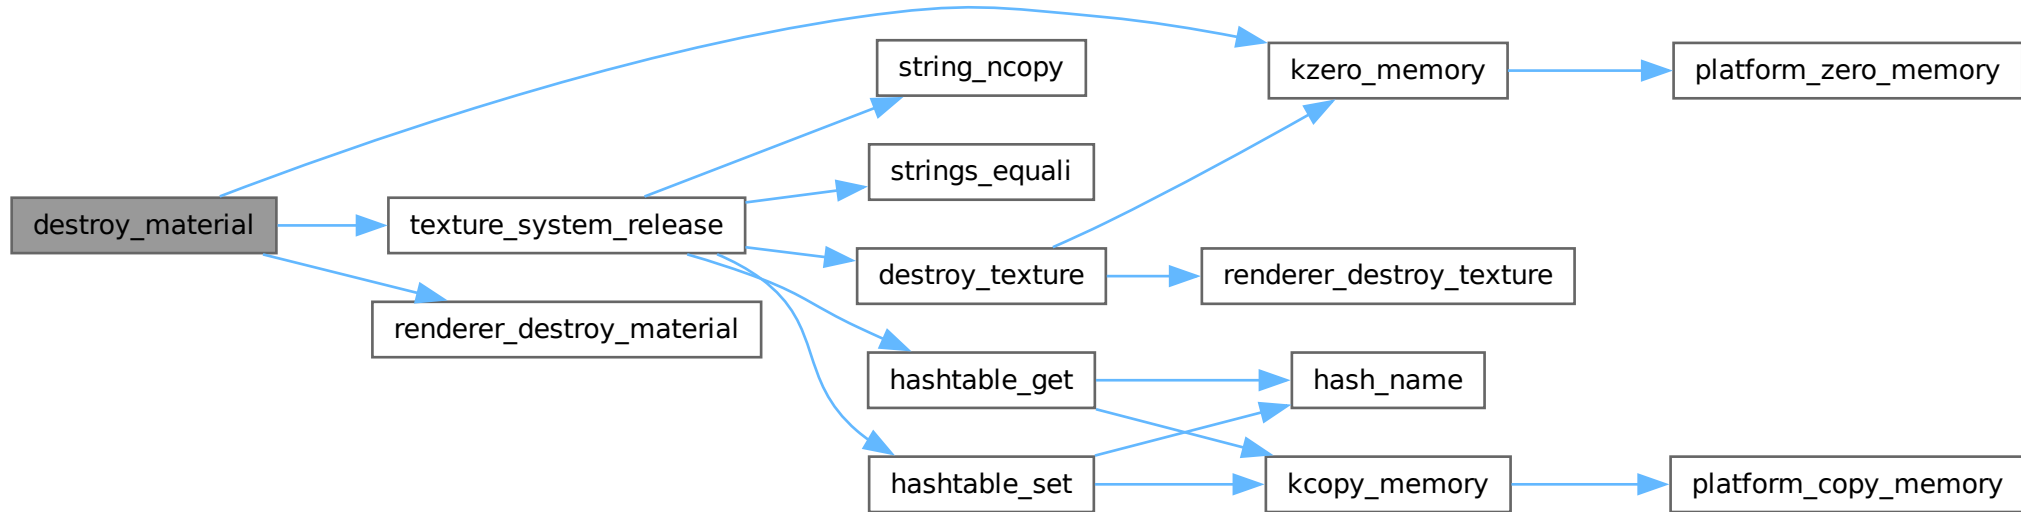 string_ncopy
kzero_memory
platform_zero_memory
strings_equali
destroy_material
texture_system_release
destroy_texture
renderer_destroy_texture
renderer_destroy_material
hashtable_get
hash_name
hashtable_set
kcopy_memory
platform_copy_memory